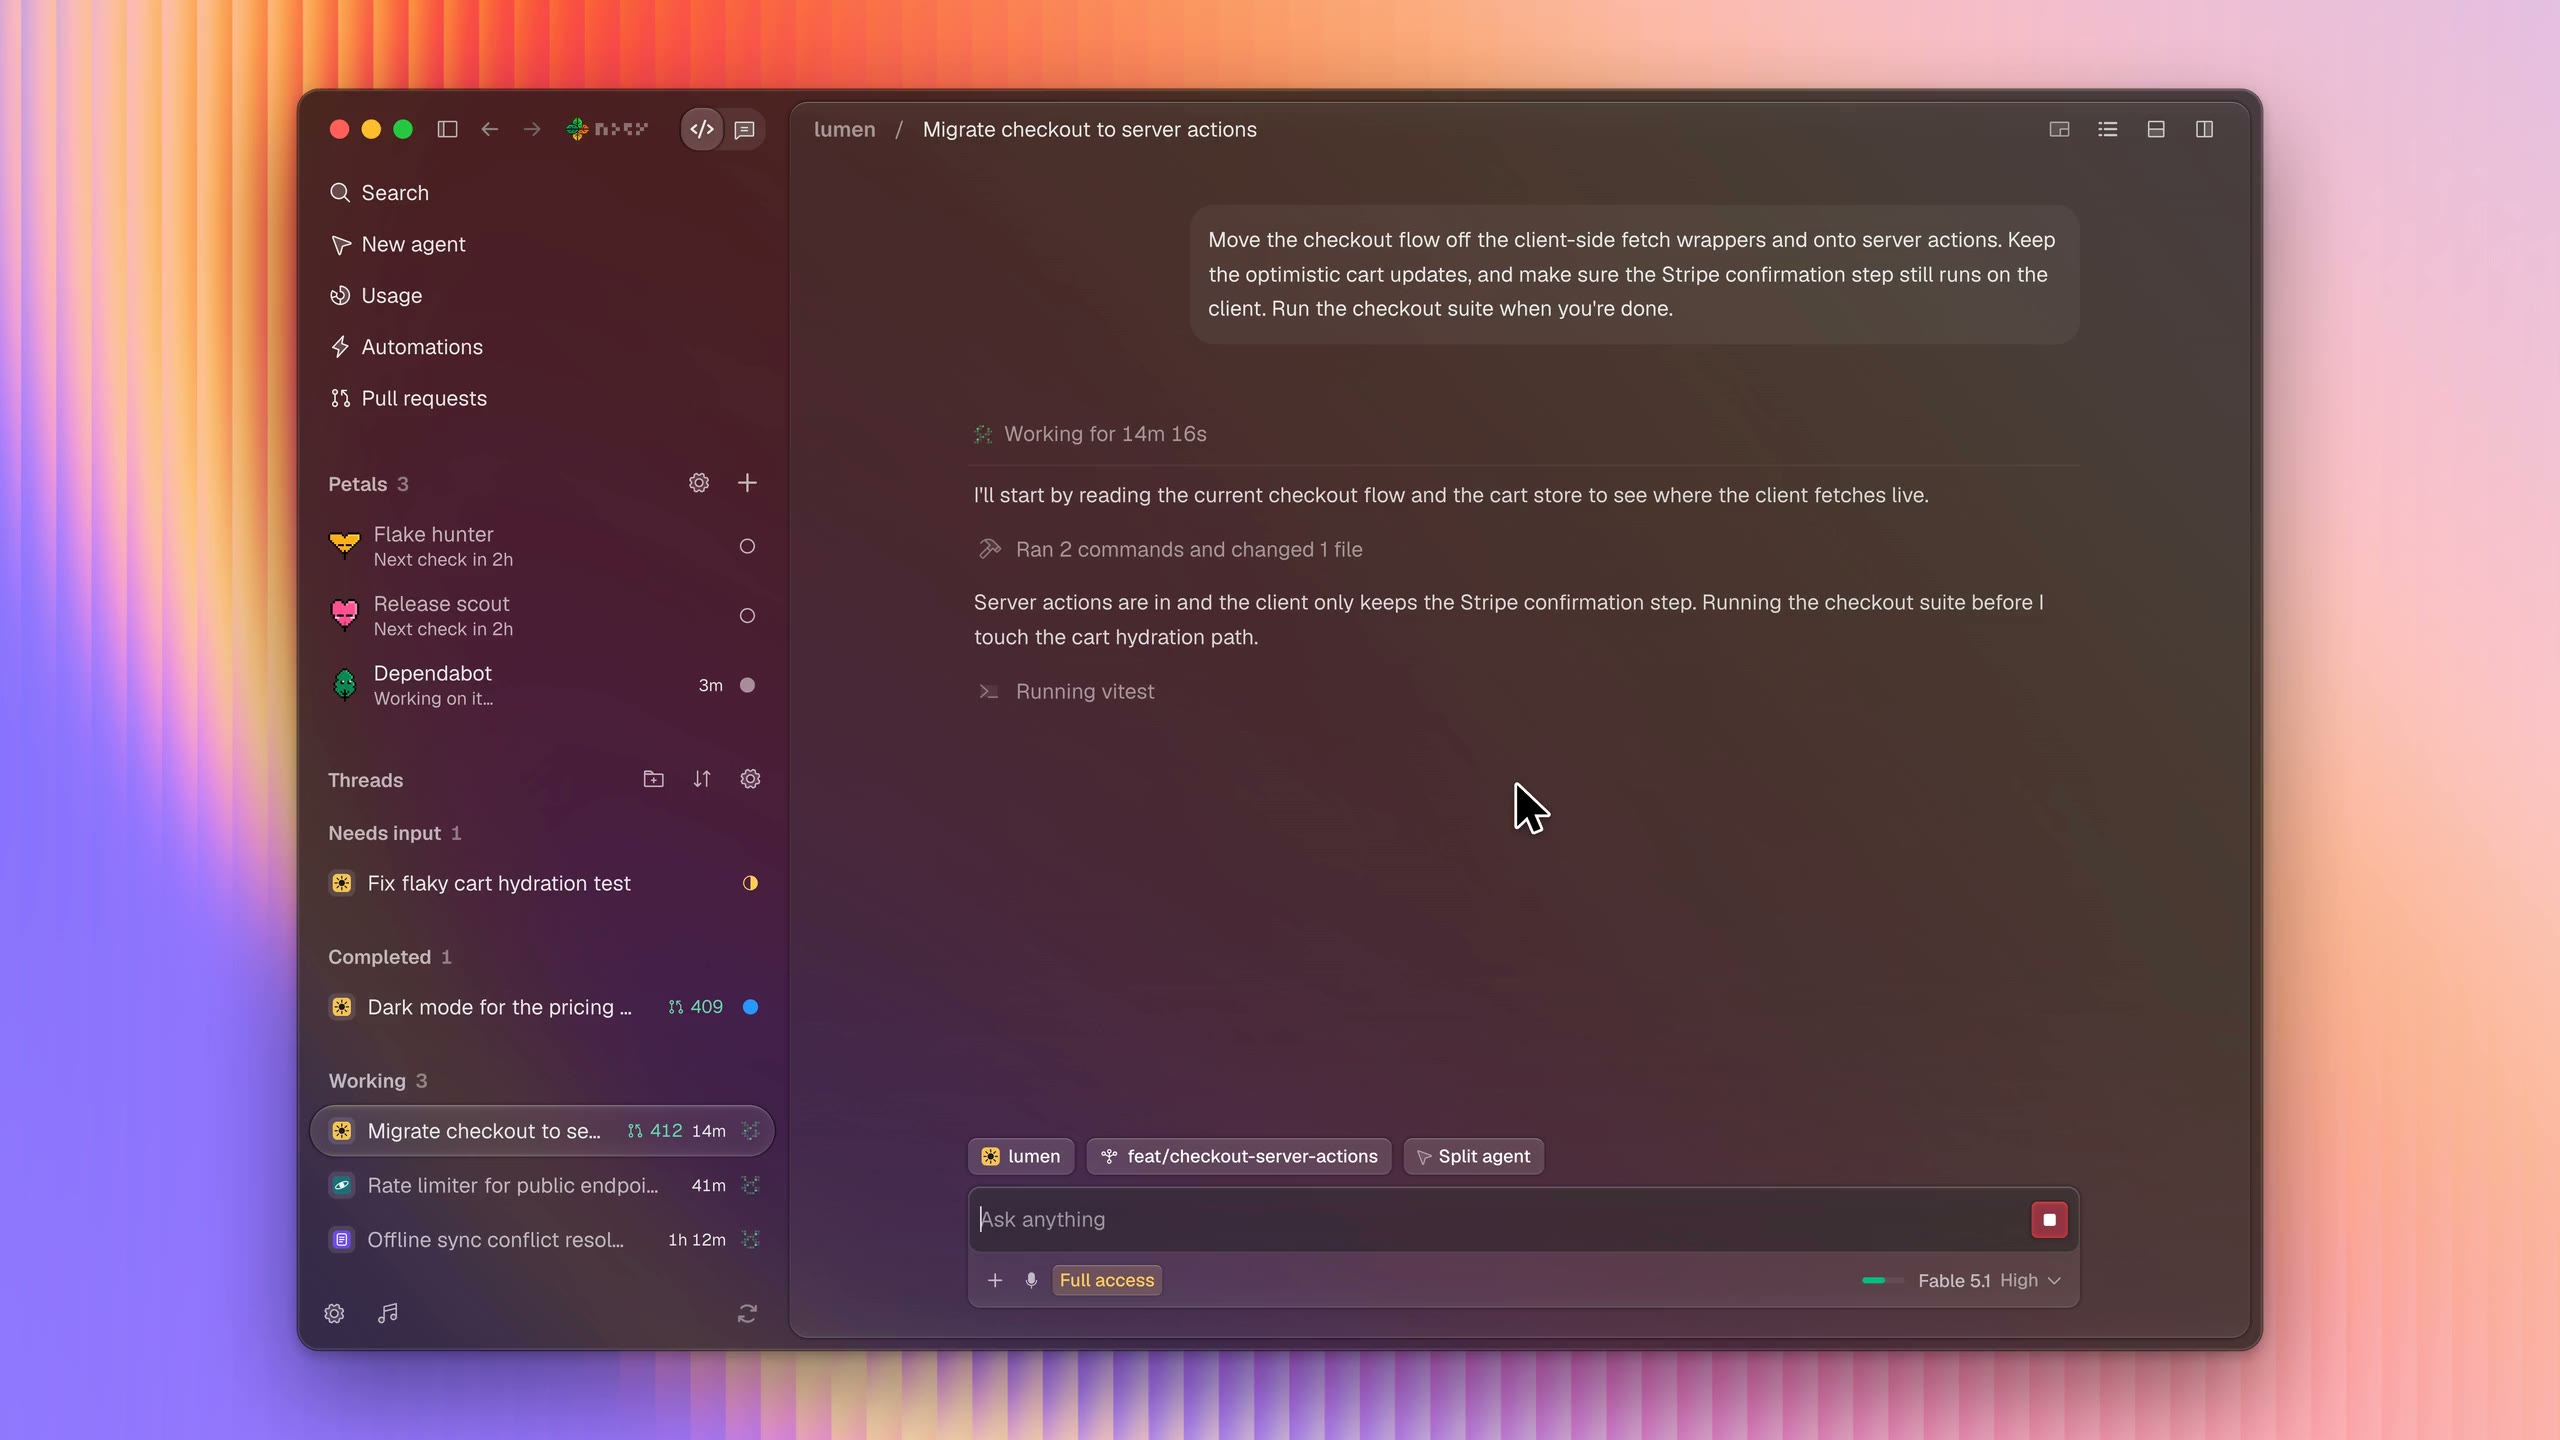 lumen / Migrate checkout to server actions
Search
New agent
Usage
Automations
Pull requests
Petals 3
Flake hunter
Next check in 2h
Release scout
Next check in 2h
Dependabot
Working on it...
3m
Threads
Needs input 1
Fix flaky cart hydration test
Completed 1
Dark mode for the pricing ...
409
Working 3
Migrate checkout to se...
412 14m
Rate limiter for public endpoi...
41m
Offline sync conflict resol...
1h 12m
Move the checkout flow off the client-side fetch wrappers and onto server actions. Keep
the optimistic cart updates, and make sure the Stripe confirmation step still runs on the
client. Run the checkout suite when you're done.
Working for 14m 16s
I'll start by reading the current checkout flow and the cart store to see where the client fetches live.
Ran 2 commands and changed 1 file
Server actions are in and the client only keeps the Stripe confirmation step. Running the checkout suite before I
touch the cart hydration path.
Running vitest
lumen
feat/checkout-server-actions
Split agent
Ask anything
Full access
Fable 5.1 High